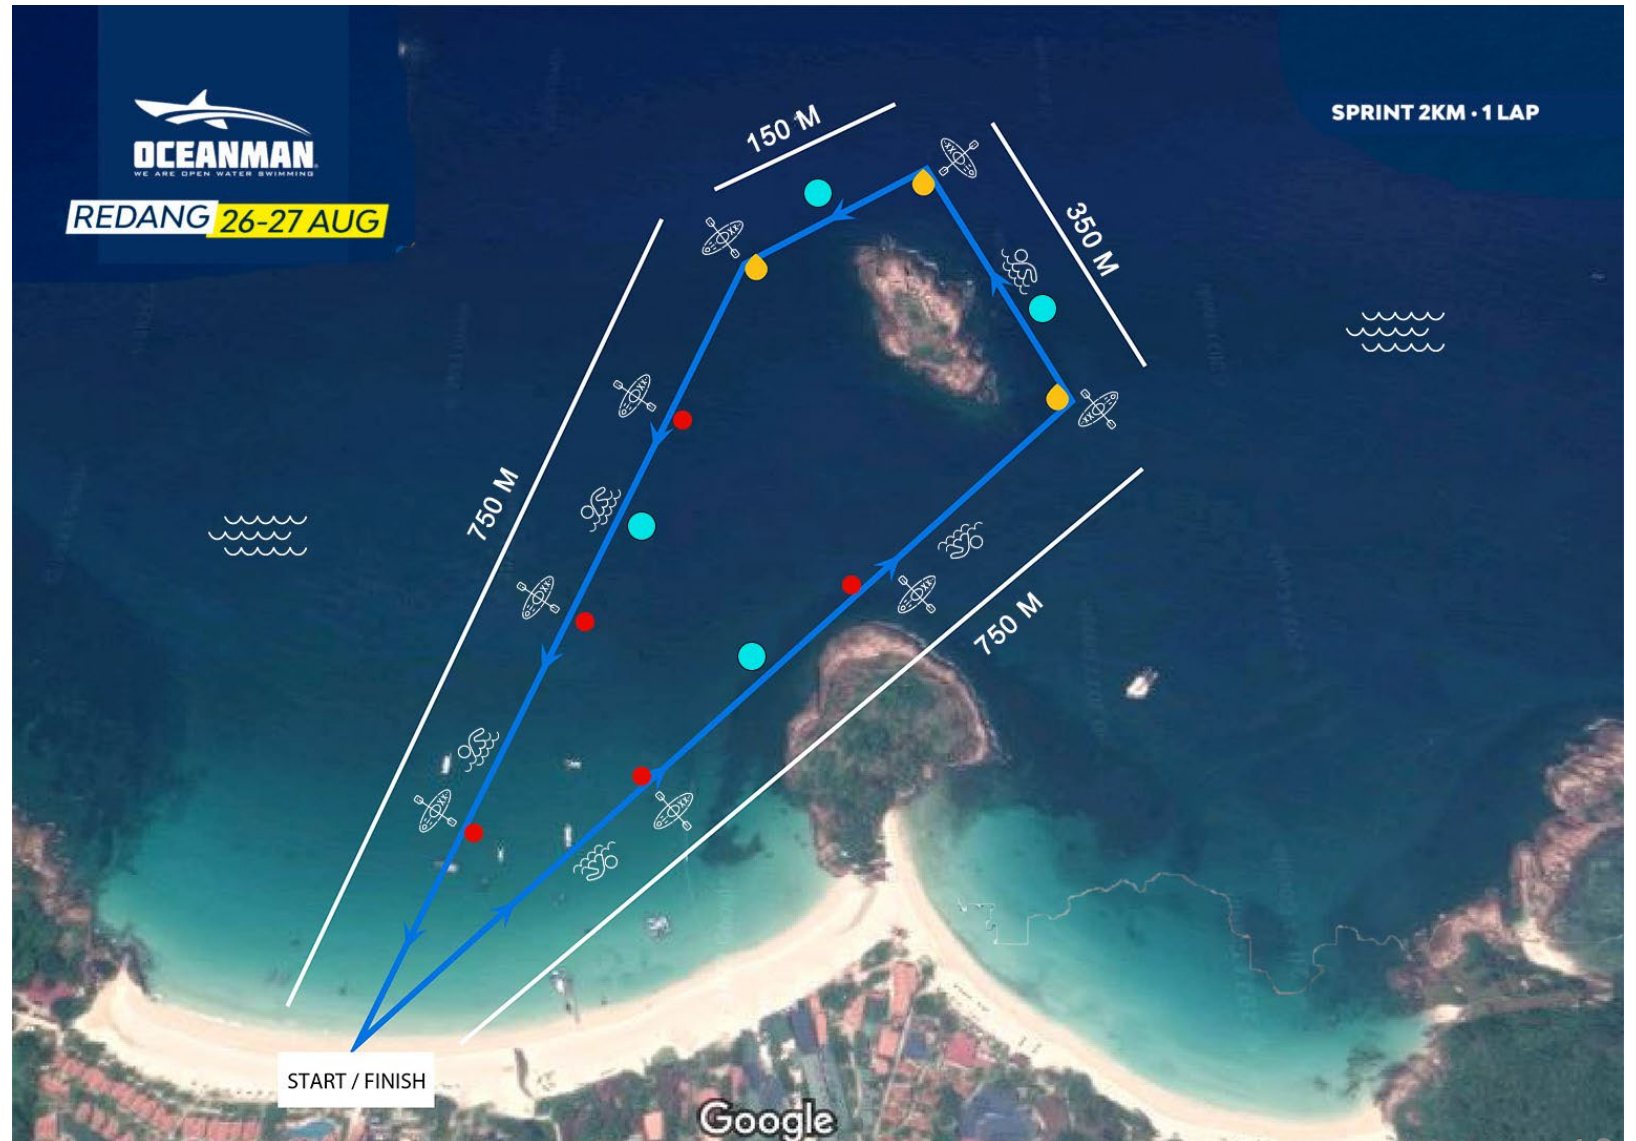 OCEANMAN
WE ARE OPEN WATER SWIMMING
REDANG 26-27 AUG
SPRINT 2KM · 1 LAP
150 M
350 M
750 M
750 M
START / FINISH
Google